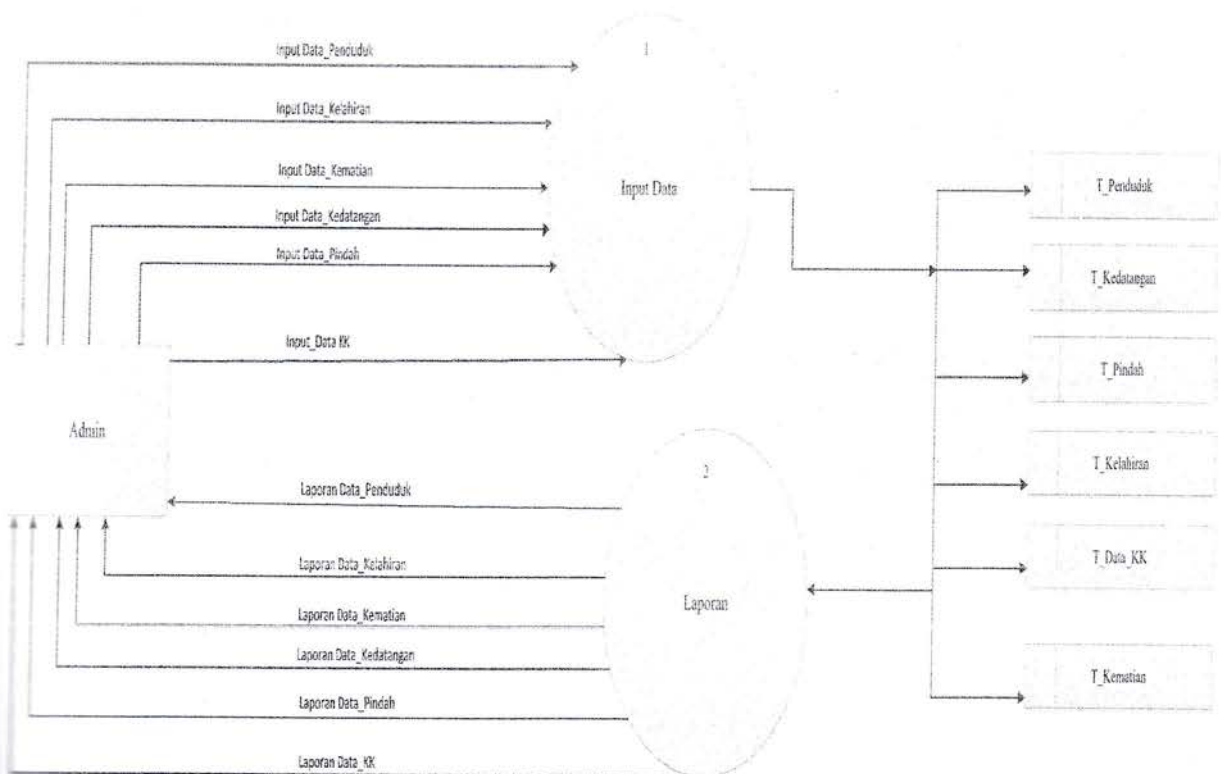 Input Data_Penduduk
1
Input Data_Kelahiran
Input Data_Kematian
Input Data
T_Penduduk
Input Data_Kedatangan
Input Data_Pindah
T_Kedatangan
Input_Data KK
T_Pindah
Admin
T_Kelahiran
2
Laporan Data_Penduduk
T_Data_KK
Laporan Data_Kelahiran
Laporan
Laporan Data_Kematian
Laporan Data_Kedatangan
T_Kematian
Laporan Data_Pindah
Laporan Data_KK